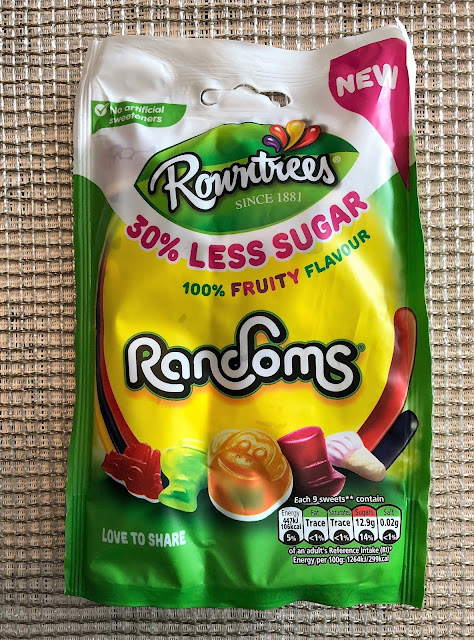 NEW
No artificial
sweeteners
Rowntrees®
SINCE 1881
30% LESS SUGAR
100% FRUITY FLAVOUR
Randoms®
Each 9 sweets** contain
Energy Fat Saturates Sugars Salt
447kJ
106kcal Trace Trace 12.9g 0.02g
5% <1% <1% 14% <1%
of an adult's Reference Intake (RI)*
Energy per 100g: 1264kJ/299kcal
LOVE TO SHARE